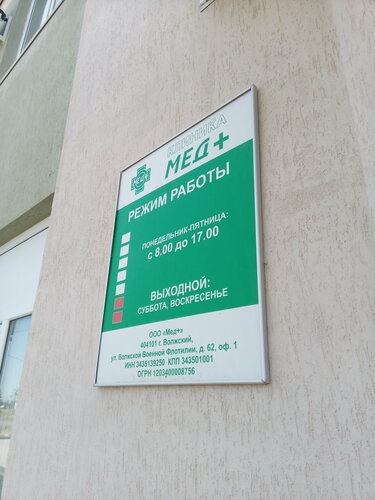 КЛИНИКА
МЕД+
МЕД+
РЕЖИМ РАБОТЫ
ПОНЕДЕЛЬНИК-ПЯТНИЦА:
с 8.00 до 17.00
ВЫХОДНОЙ:
СУББОТА, ВОСКРЕСЕНЬЕ
ООО «Мед+»
404101 г. Волжский,
ул. Волжской Военной Флотилии, д. 62, оф. 1
ИНН 3435139250 КПП 343501001
ОГРН 1203400008756